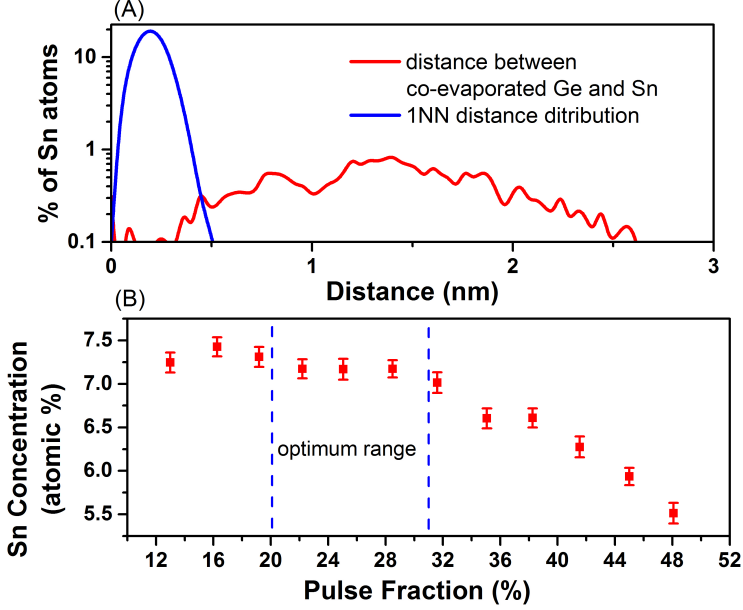 (A)
10
1
0.1
% of Sn atoms
distance between
co-evaporated Ge and Sn
1NN distance ditribution
0 1 2 3
Distance (nm)
(B)
7.5
7.0
6.5
6.0
5.5
Sn Concentration
(atomic %)
optimum range
12 16 20 24 28 32 36 40 44 48 52
Pulse Fraction (%)